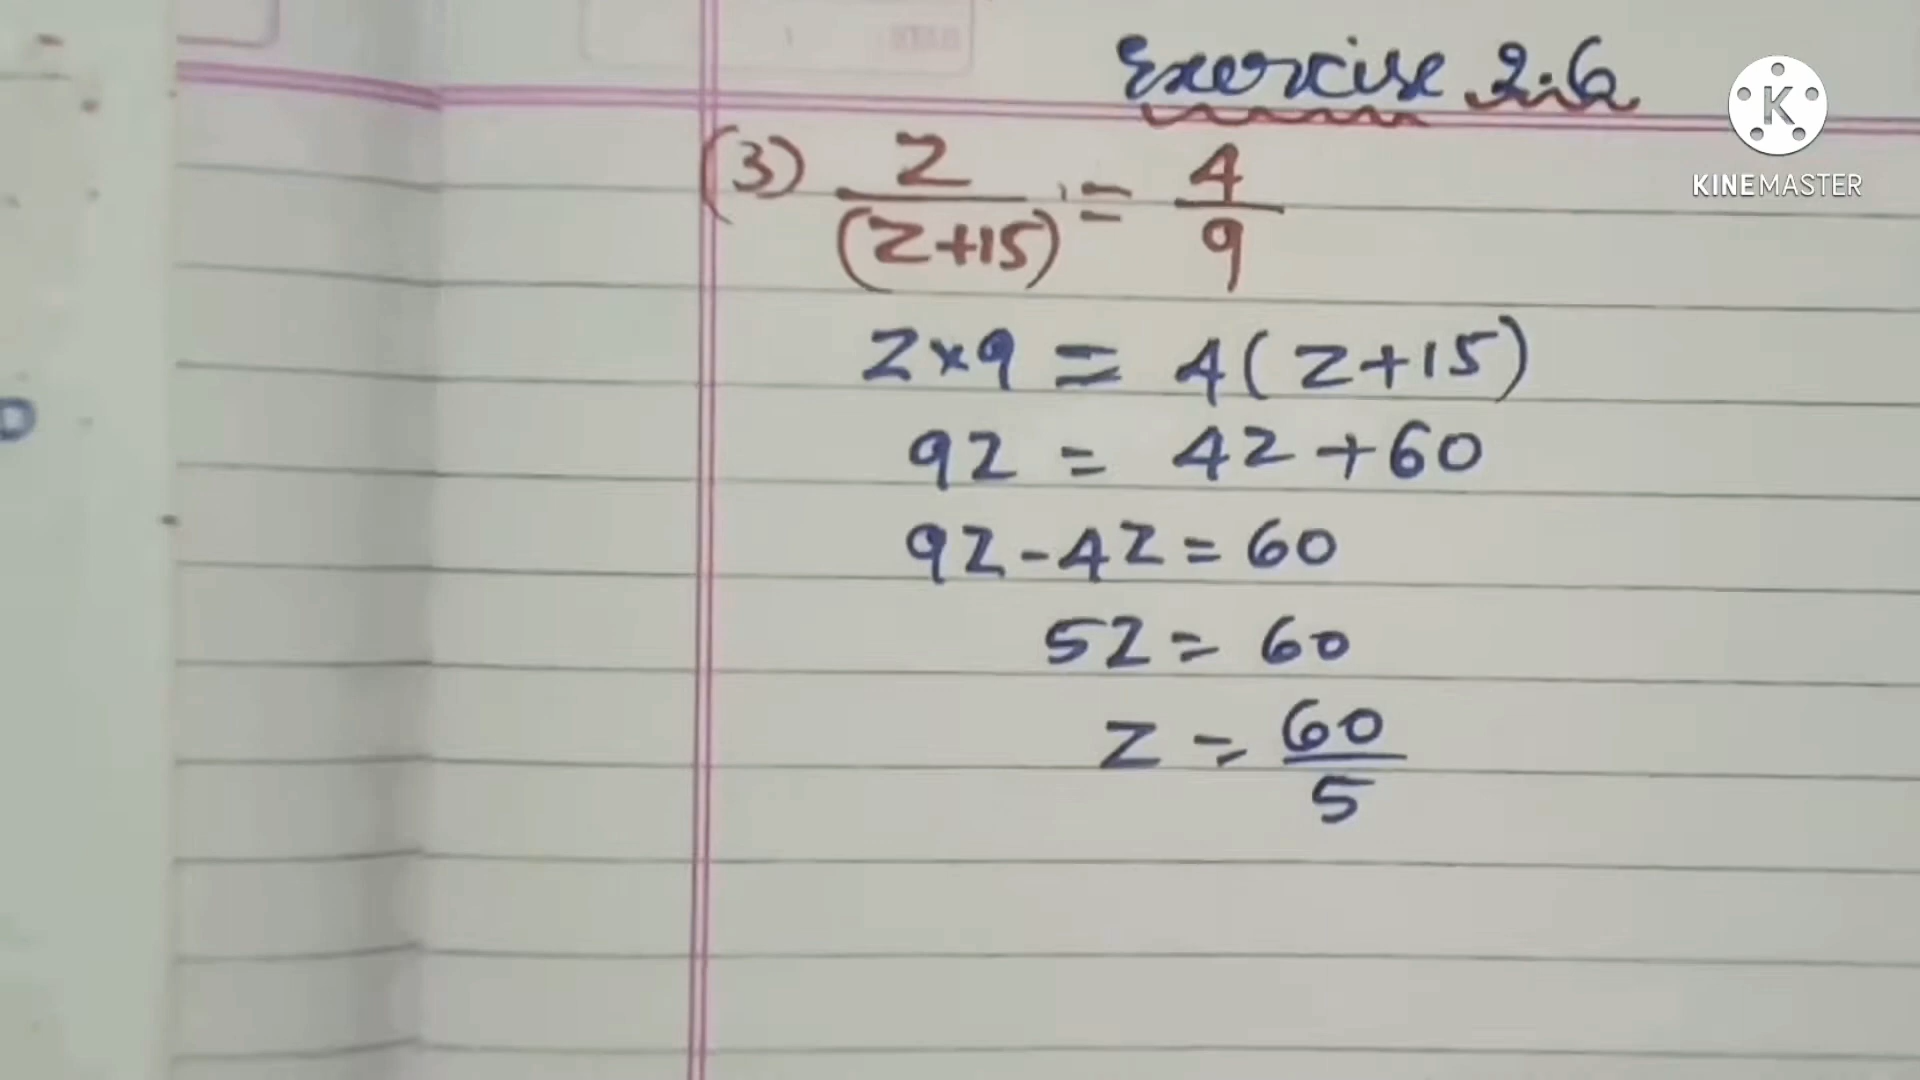 Exercise 2.6
K
KINEMASTER
(3) z/(z+15) = 4/9
z×9 = 4(z+15)
9z = 4z+60
9z-4z=60
5z= 60
z = 60/5